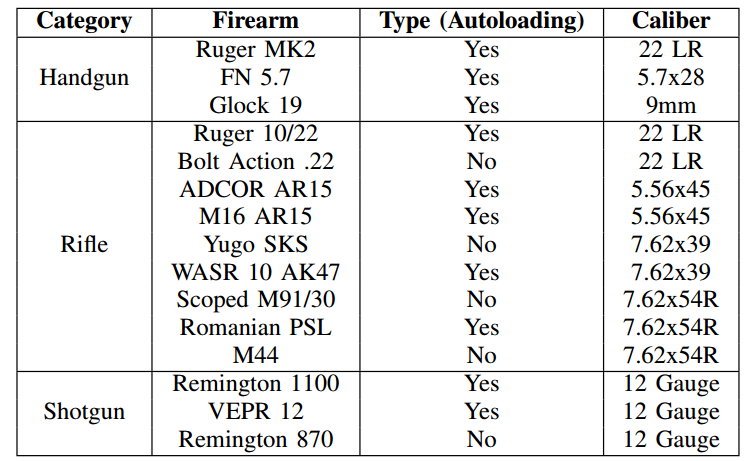 Category Firearm Type (Autoloading) Caliber
Ruger MK2 Yes 22 LR
Handgun FN 5.7 Yes 5.7x28
Glock 19 Yes 9mm
Ruger 10/22 Yes 22 LR
Bolt Action .22 No 22 LR
ADCOR AR15 Yes 5.56x45
M16 AR15 Yes 5.56x45
Rifle Yugo SKS No 7.62x39
WASR 10 AK47 Yes 7.62x39
Scoped M91/30 No 7.62x54R
Romanian PSL Yes 7.62x54R
M44 No 7.62x54R
Remington 1100 Yes 12 Gauge
Shotgun VEPR 12 Yes 12 Gauge
Remington 870 No 12 Gauge